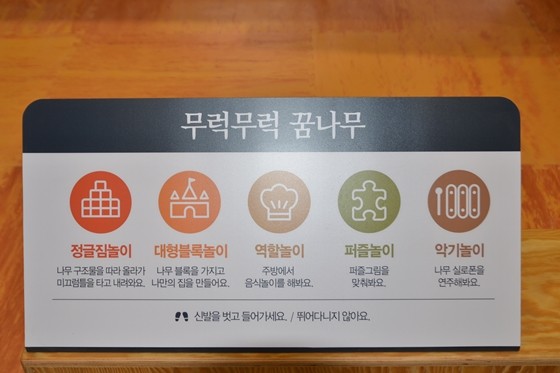 무럭무럭 꿈나무
정글짐놀이 대형블록놀이 역할놀이 퍼즐놀이 악기놀이
나무 구조물을 따라 올라가 나무 블록을 가지고 주방에서 퍼즐그림을 나무 실로폰을
미끄럼틀을 타고 내려와요. 나만의 집을 만들어요. 음식놀이를 해봐요. 맞춰봐요. 연주해봐요.
신발을 벗고 들어가세요. / 뛰어다니지 않아요.